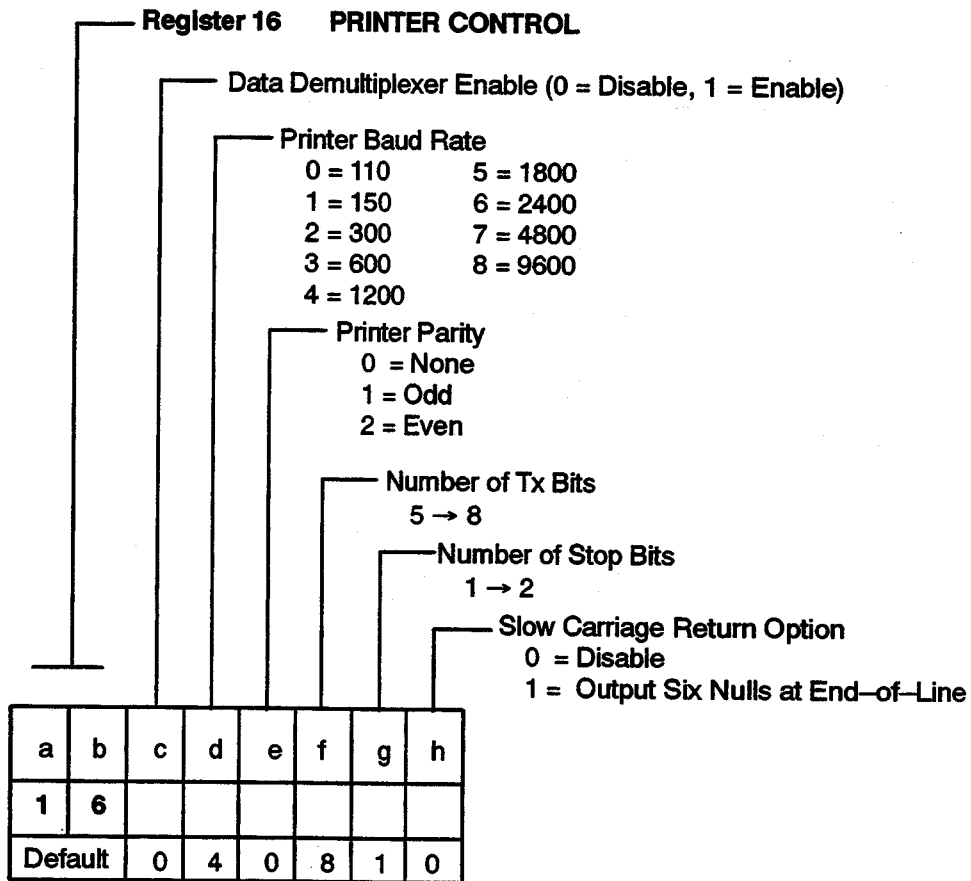 Register 16 PRINTER CONTROL
Data Demultiplexer Enable (0 = Disable, 1 = Enable)
Printer Baud Rate
0 = 110 5 = 1800
1 = 150 6 = 2400
2 = 300 7 = 4800
3 = 600 8 = 9600
4 = 1200
Printer Parity
0 = None
1 = Odd
2 = Even
Number of Tx Bits
5 → 8
Number of Stop Bits
1 → 2
Slow Carriage Return Option
0 = Disable
1 = Output Six Nulls at End–of–Line
a b c d e f g h
1 6
Default 0 4 0 8 1 0